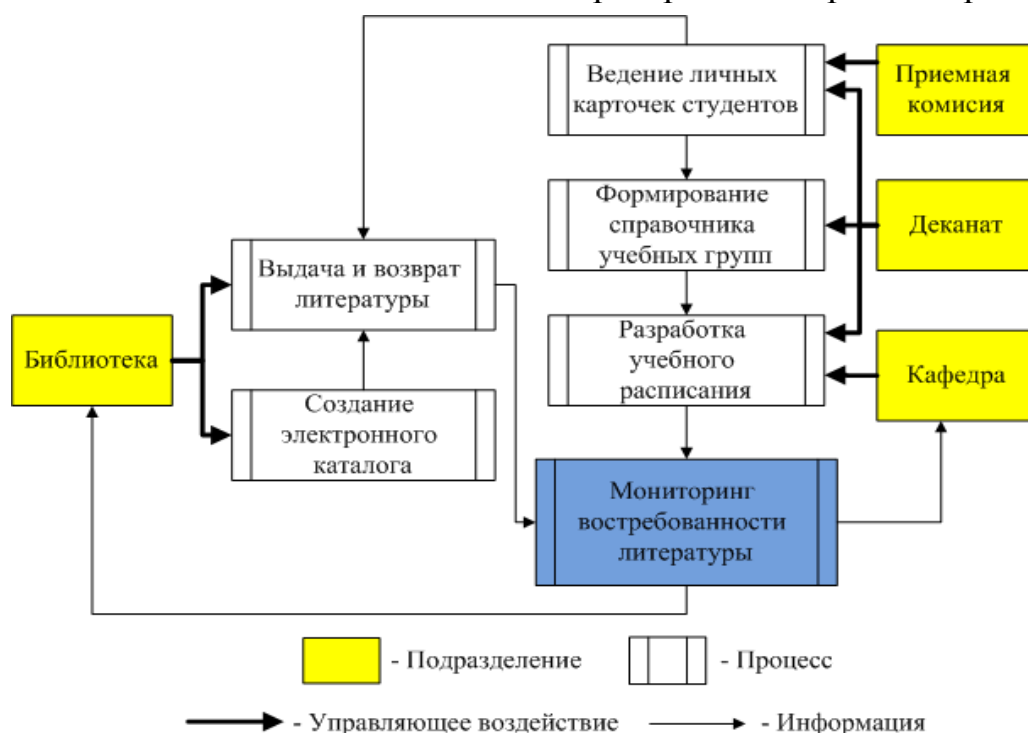 Ведение личных
карточек студентов
Приемная
комисия
Формирование
справочника
учебных групп
Деканат
Выдача и возврат
литературы
Разработка
учебного
расписания
Библиотека
Кафедра
Создание
электронного
каталога
Мониторинг
востребованности
литературы
- Подразделение
- Процесс
- Управляющее воздействие
- Информация